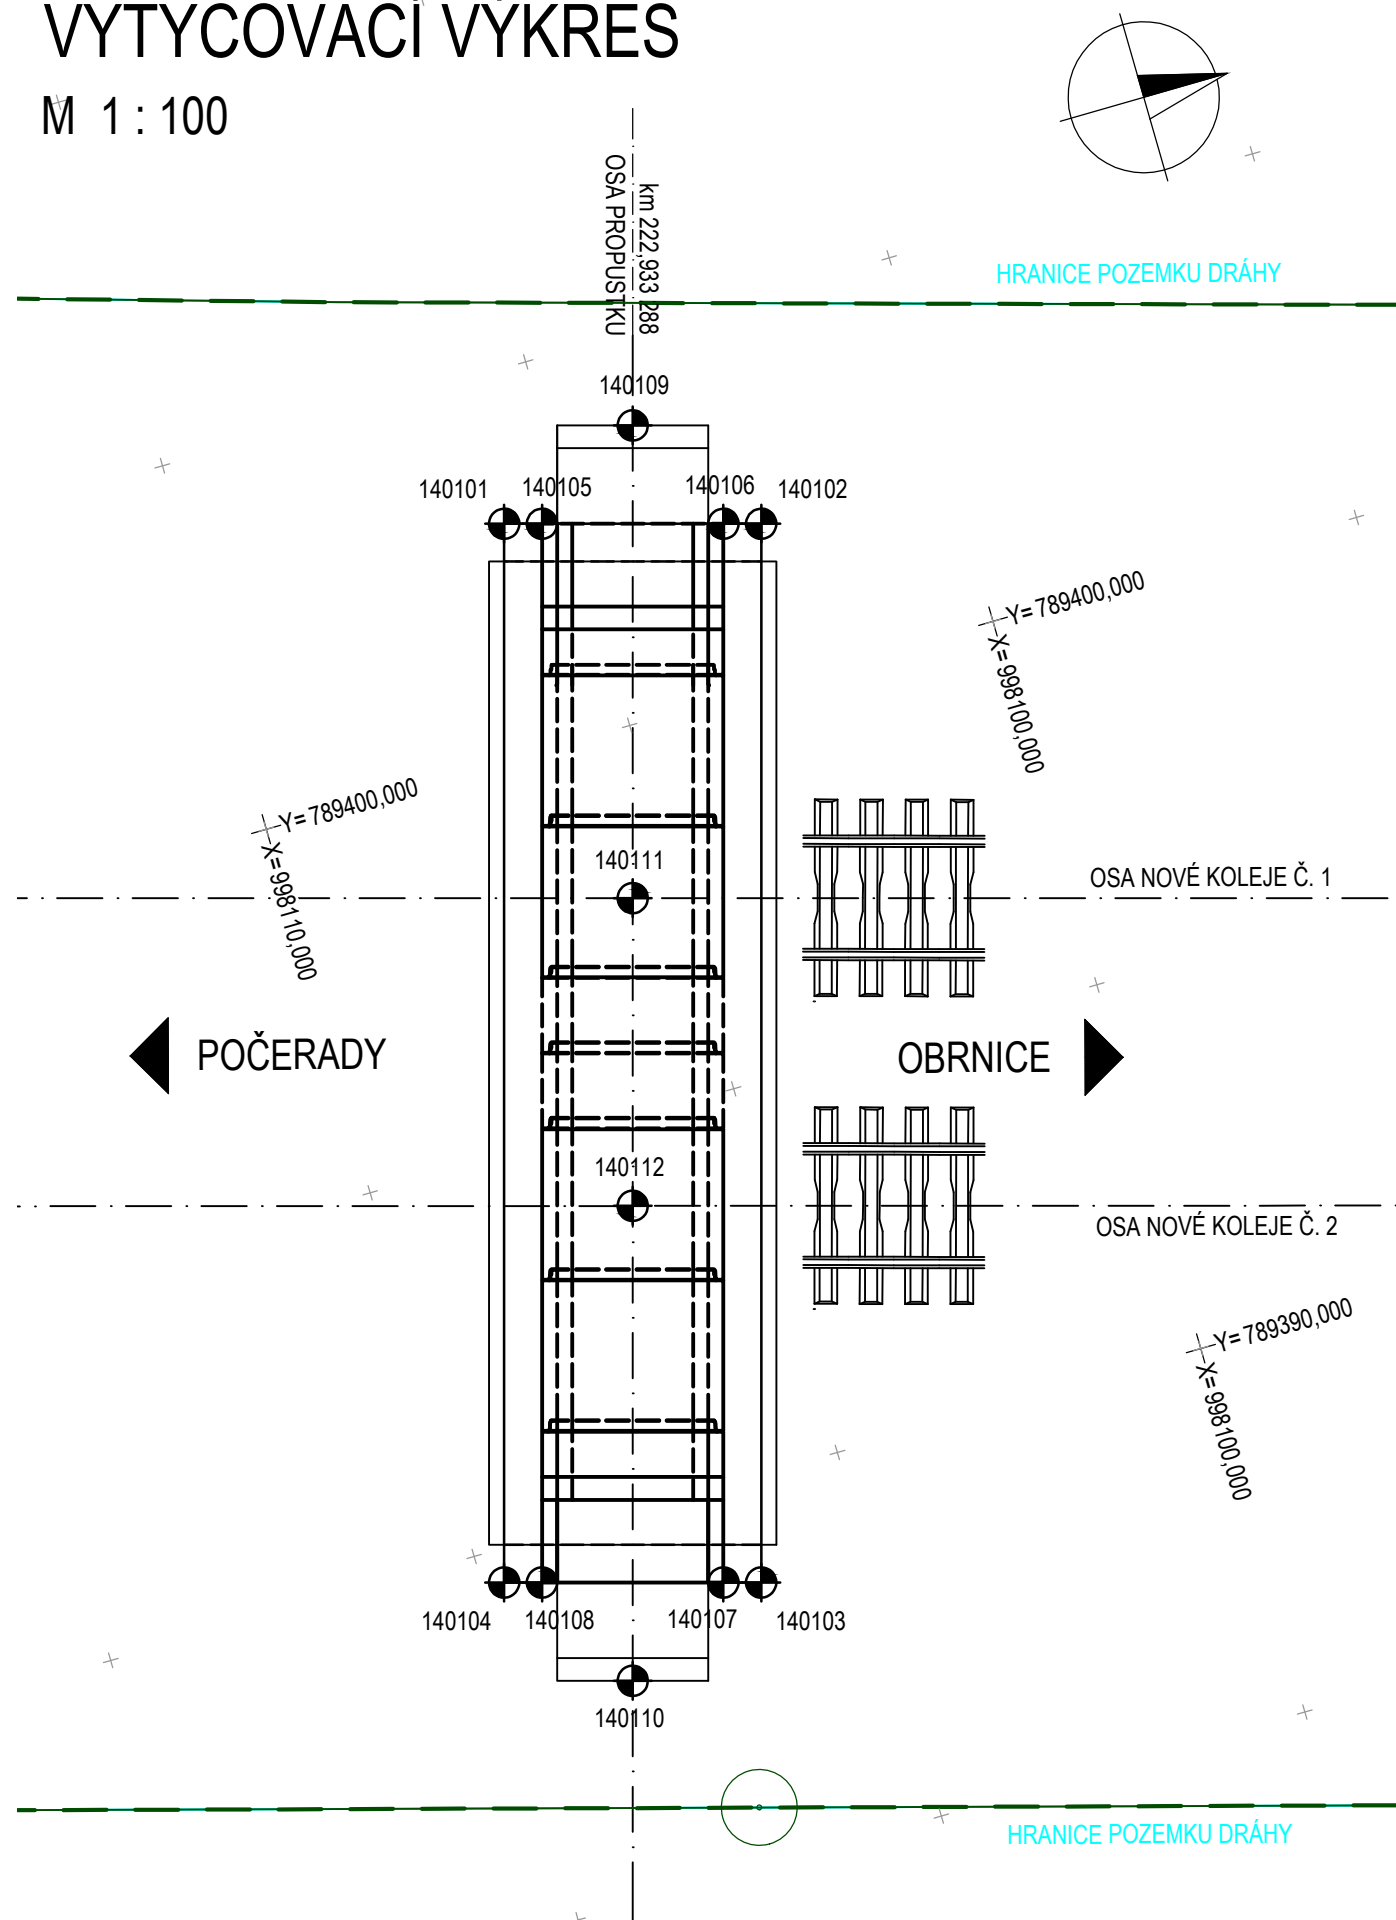 VYTYČOVACÍ VÝKRES
M 1 : 100
km 222,933 288
OSA PROPUSTKU
HRANICE POZEMKU DRÁHY
140109
140101
140105
140106
140102
Y= 789400,000
X= 998100,000
Y= 789400,000
X= 998110,000
140111
OSA NOVÉ KOLEJE Č. 1
POČERADY
OBRNICE
140112
OSA NOVÉ KOLEJE Č. 2
Y= 789390,000
X= 998100,000
140104
140108
140107
140103
140110
HRANICE POZEMKU DRÁHY